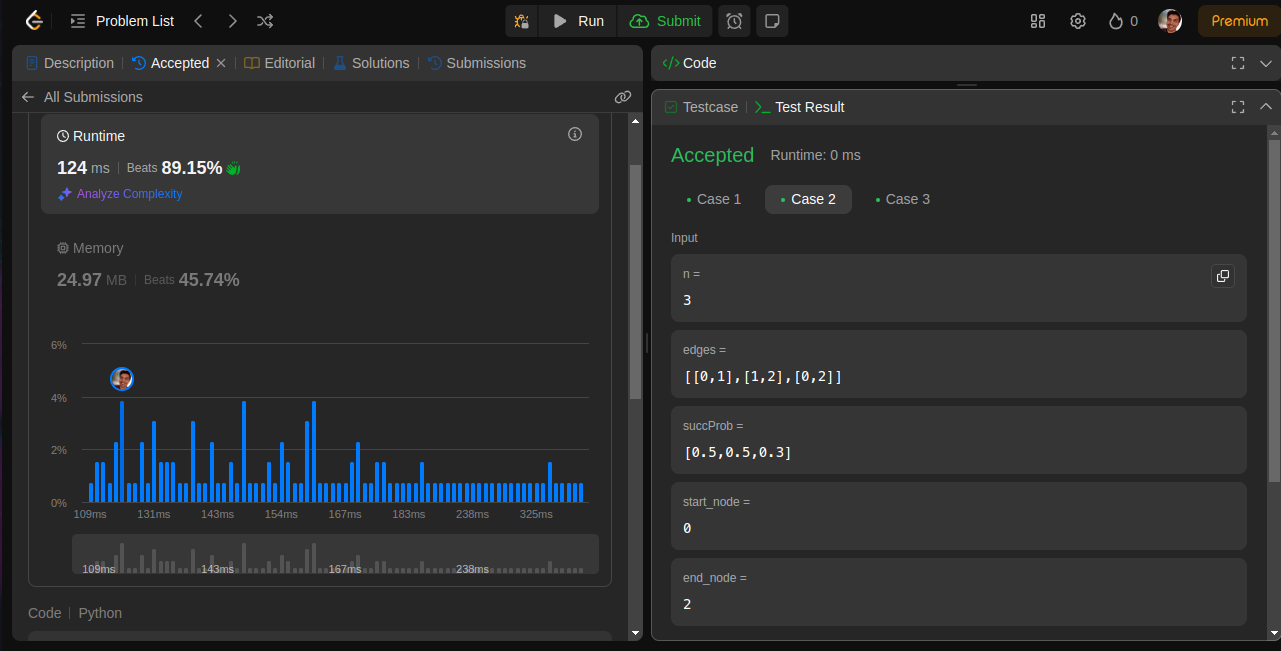 Problem List
Run
Submit
0
Premium
Description
Accepted
Editorial
Solutions
Submissions
All Submissions
Runtime
124 ms
Beats 89.15%
Analyze Complexity
Memory
24.97 MB
Beats 45.74%
6%
4%
2%
0%
109ms 131ms 143ms 154ms 167ms 183ms 238ms 325ms
109ms 143ms 167ms 238ms
Code
Python
Code
Testcase
Test Result
Accepted
Runtime: 0 ms
Case 1
Case 2
Case 3
Input
n =
3
edges =
[[0,1],[1,2],[0,2]]
succProb =
[0.5,0.5,0.3]
start_node =
0
end_node =
2